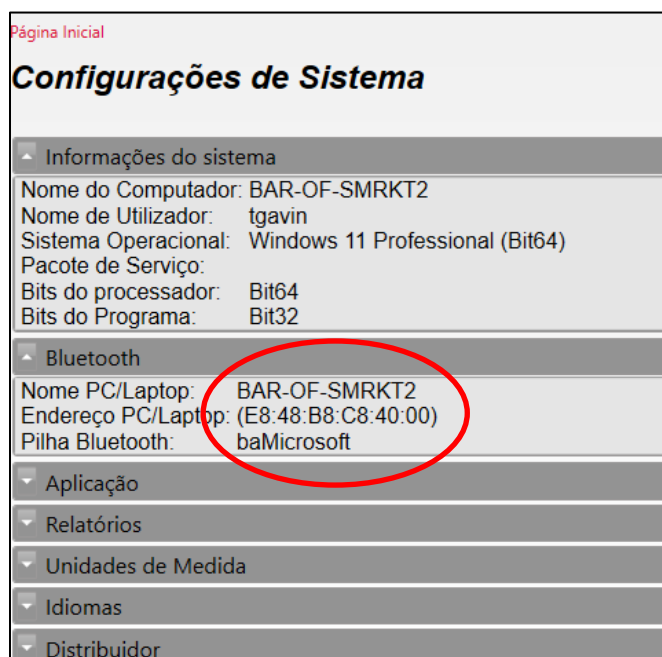 Página Inicial
Configurações de Sistema
Informações do sistema
Nome do Computador: BAR-OF-SMRKT2
Nome de Utilizador: tgavin
Sistema Operacional: Windows 11 Professional (Bit64)
Pacote de Serviço:
Bits do processador: Bit64
Bits do Programa: Bit32
Bluetooth
Nome PC/Laptop: BAR-OF-SMRKT2
Endereço PC/Laptop: (E8:48:B8:C8:40:00)
Pilha Bluetooth: baMicrosoft
Aplicação
Relatórios
Unidades de Medida
Idiomas
Distribuidor